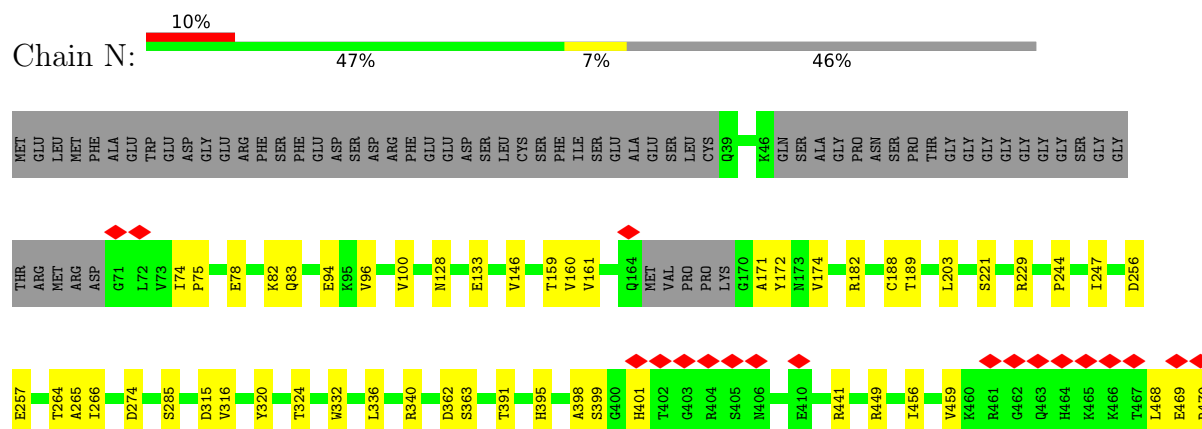 Chain N:
10%
47% 7% 46%
MET GLU LEU MET PHE ALA GLU TRP GLU ASP GLY GLU ARG PHE SER PHE GLU ASP SER ASP ARG PHE GLU GLU ASP SER LEU CYS SER PHE ILE SER GLU ALA GLU SER LEU CYS Q39 K46 GLN SER ALA GLY PRO ASN SER PRO THR GLY GLY GLY GLY GLY GLY GLY SER GLY GLY
THR ARG MET ARG ASP G71 L72 V73 I74 P75 E78 K82 Q83 E94 K95 V96 V100 N128 E133 V146 T159 V160 V161 Q164 MET VAL PRO PRO LYS G170 A171 Y172 N173 V174 R182 C188 T189 L203 S221 R229 P244 I247 D256
E257 T264 A265 I266 D274 S285 D315 V316 Y320 T324 W332 L336 R340 D362 S363 T391 H395 A398 S399 G400 H401 T402 G403 R404 S405 N406 E410 R441 R449 I456 V459 K460 R461 G462 Q463 H464 K465 K466 T467 L468 E469